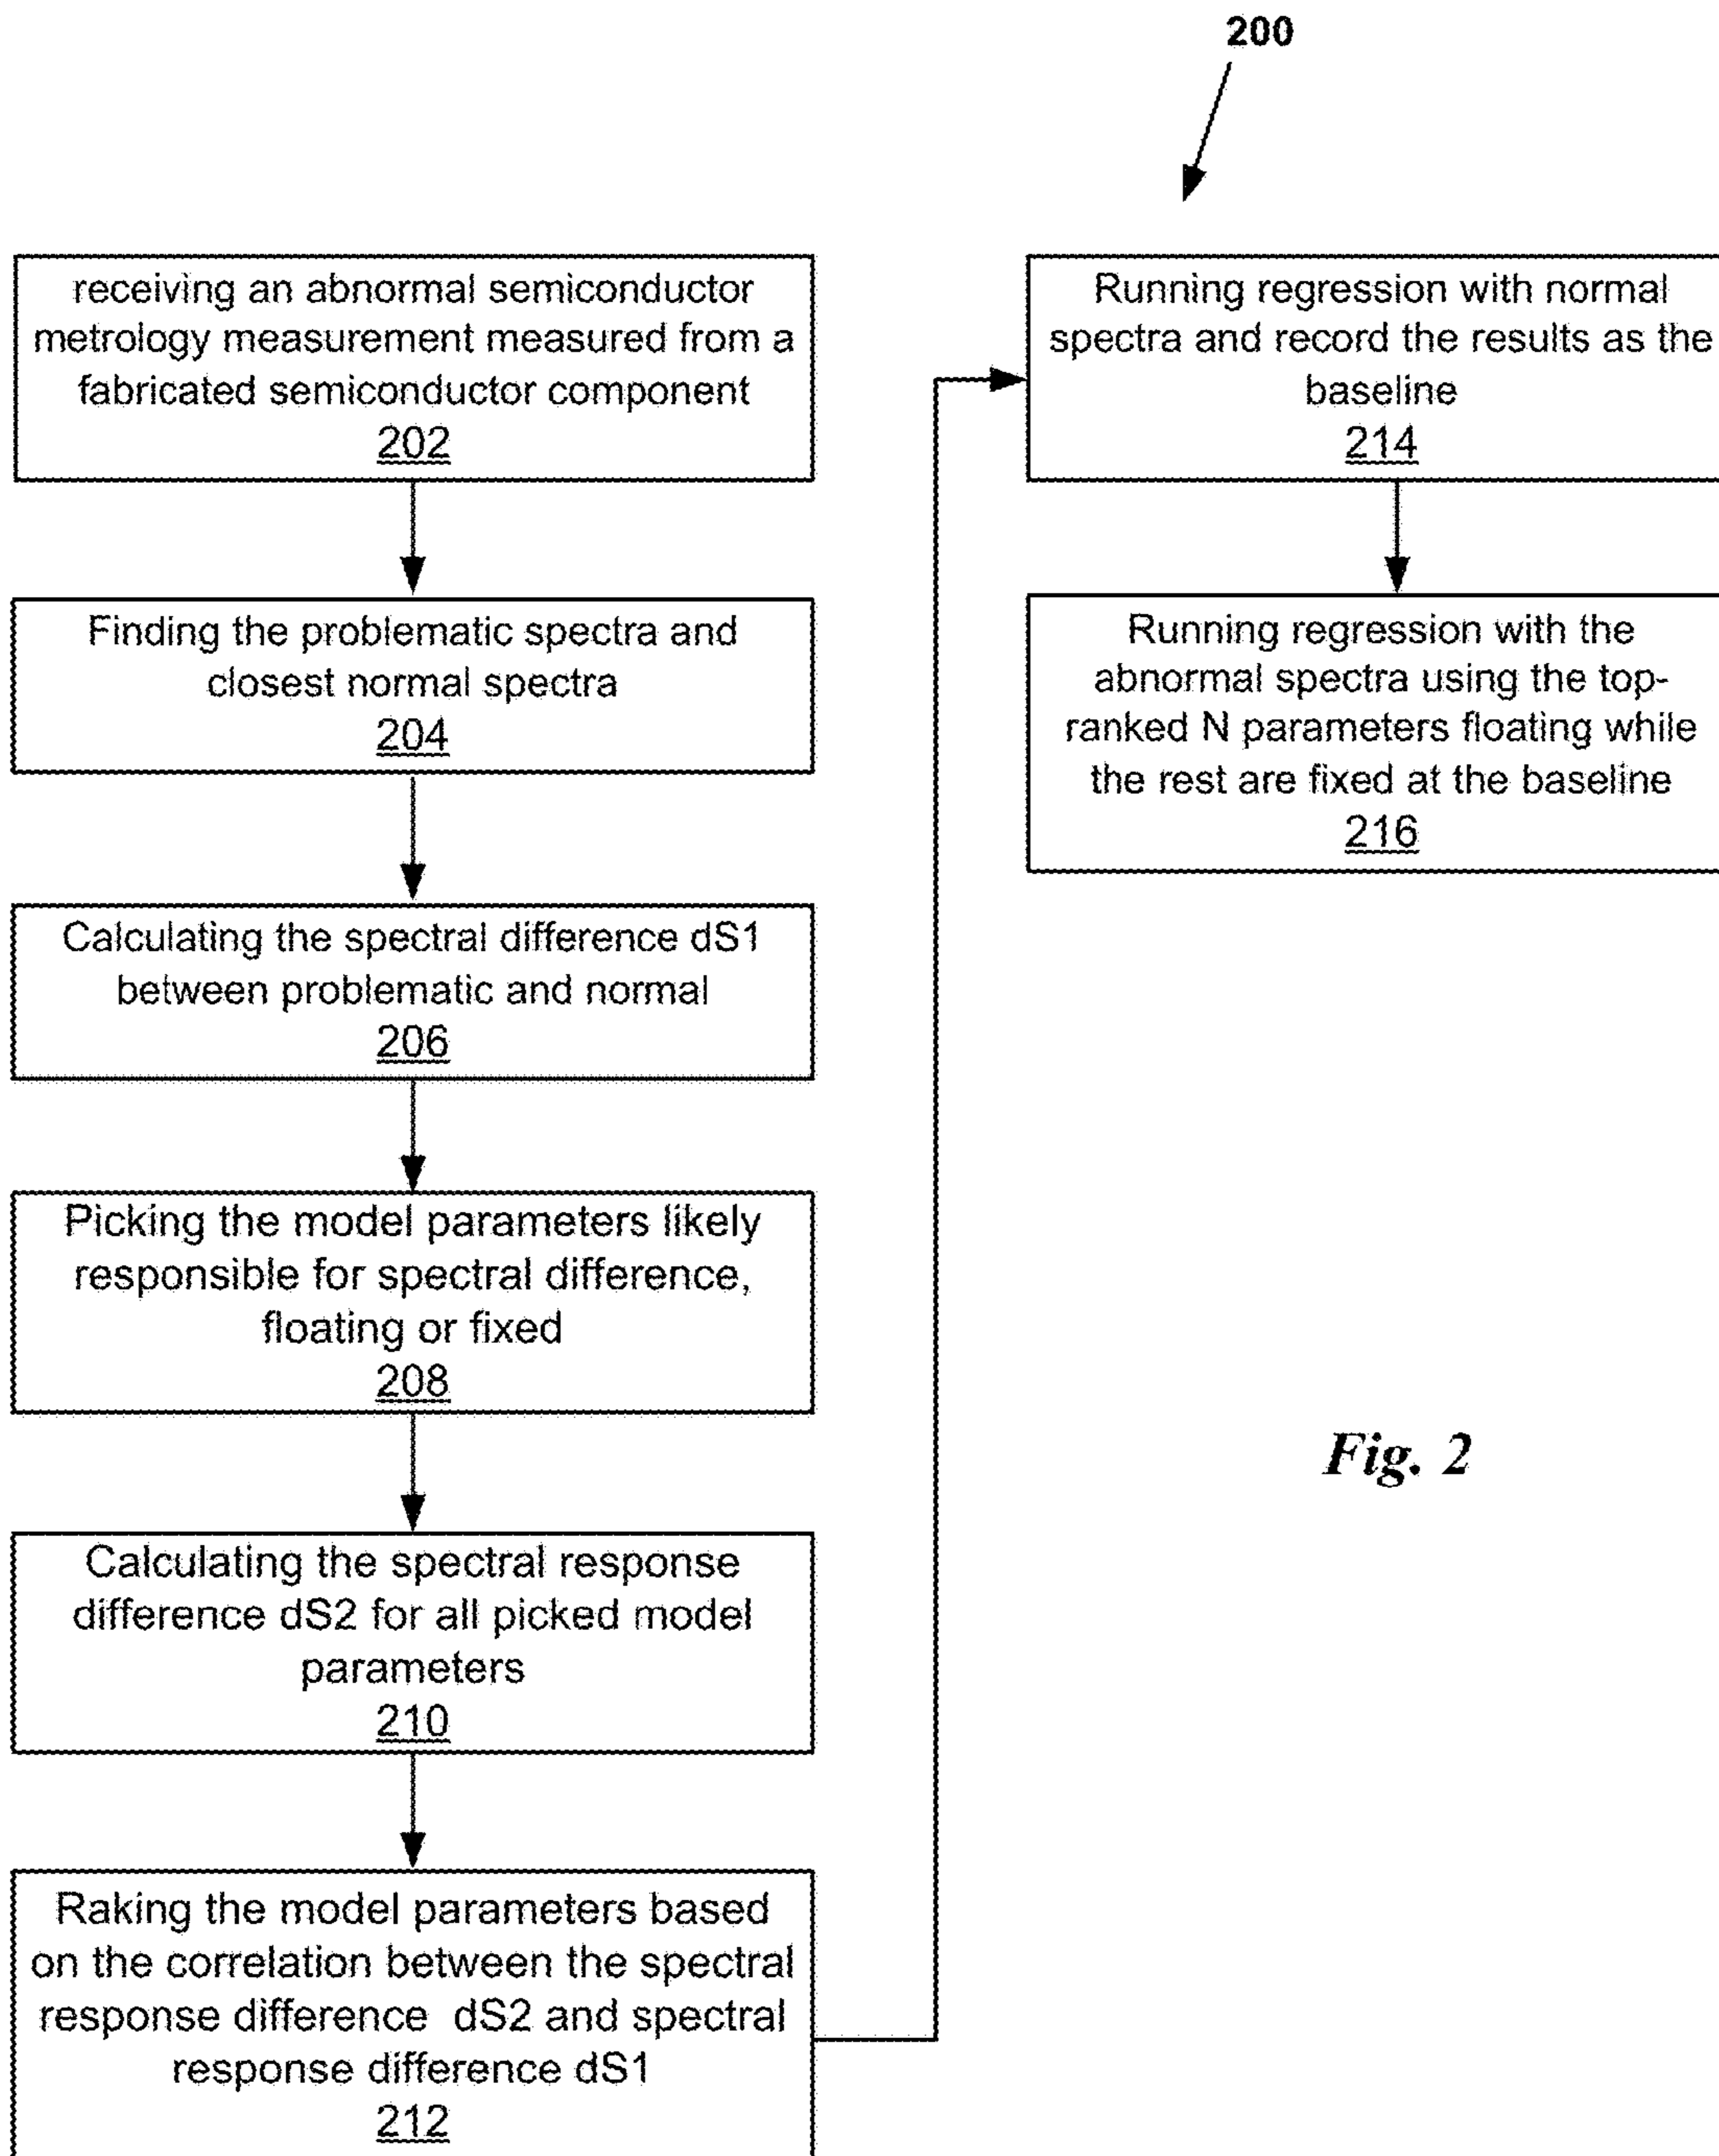 200
receiving an abnormal semiconductor
metrology measurement measured from a
fabricated semiconductor component
202
Finding the problematic spectra and
closest normal spectra
204
Calculating the spectral difference dS1
between problematic and normal
206
Picking the model parameters likely
responsible for spectral difference,
floating or fixed
208
Calculating the spectral response
difference dS2 for all picked model
parameters
210
Raking the model parameters based
on the correlation between the spectral
response difference dS2 and spectral
response difference dS1
212
Running regression with normal
spectra and record the results as the
baseline
214
Running regression with the
abnormal spectra using the top-
ranked N parameters floating while
the rest are fixed at the baseline
216
Fig. 2